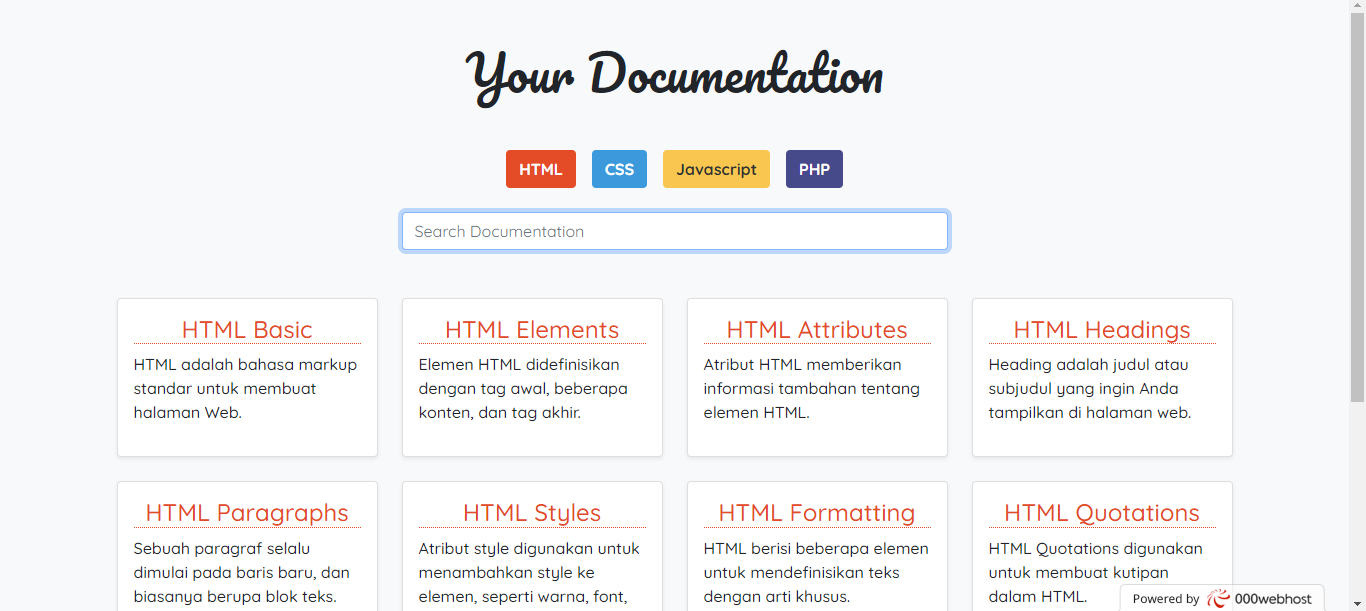 Your Documentation
HTML
CSS
Javascript
PHP
Search Documentation
HTML Basic
HTML adalah bahasa markup
standar untuk membuat
halaman Web.
HTML Elements
Elemen HTML didefinisikan
dengan tag awal, beberapa
konten, dan tag akhir.
HTML Attributes
Atribut HTML memberikan
informasi tambahan tentang
elemen HTML.
HTML Headings
Heading adalah judul atau
subjudul yang ingin Anda
tampilkan di halaman web.
HTML Paragraphs
Sebuah paragraf selalu
dimulai pada baris baru, dan
biasanya berupa blok teks.
HTML Styles
Atribut style digunakan untuk
menambahkan style ke
elemen, seperti warna, font,
HTML Formatting
HTML berisi beberapa elemen
untuk mendefinisikan teks
dengan arti khusus.
HTML Quotations
HTML Quotations digunakan
untuk membuat kutipan
dalam HTML.
Powered by 000webhost